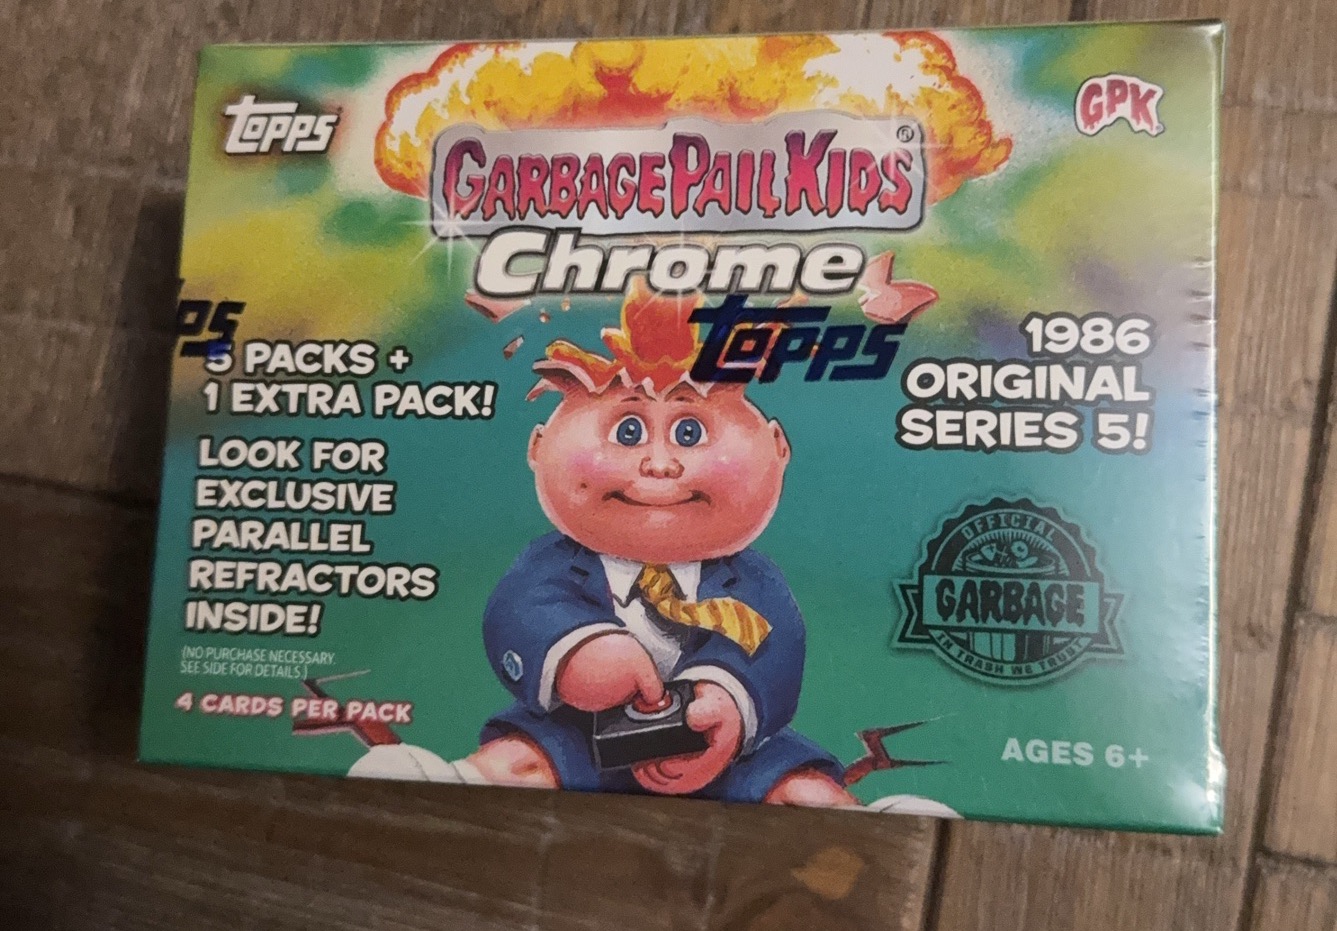 Topps
GPK
GARBAGE PAIL KIDS®
Chrome
PS
Topps
5 PACKS +
1 EXTRA PACK!
LOOK FOR
EXCLUSIVE
PARALLEL
REFRACTORS
INSIDE!
(NO PURCHASE NECESSARY.
SEE SIDE FOR DETAILS.)
4 CARDS PER PACK
1986
ORIGINAL
SERIES 5!
OFFICIAL
GARBAGE
IN TRASH WE TRUST
AGES 6+